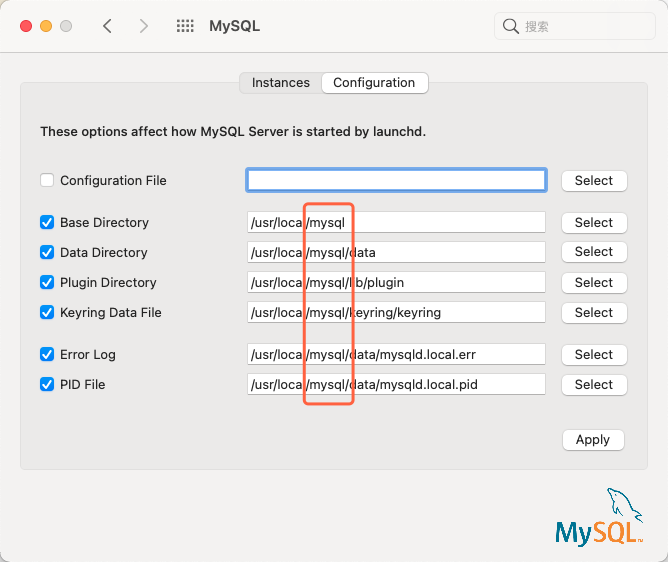 MySQL
搜索
Instances
Configuration
These options affect how MySQL Server is started by launchd.
Configuration File
Select
Base Directory
/usr/local/mysql
Select
Data Directory
/usr/local/mysql/data
Select
Plugin Directory
/usr/local/mysql/lib/plugin
Select
Keyring Data File
/usr/local/mysql/keyring/keyring
Select
Error Log
/usr/local/mysql/data/mysqld.local.err
Select
PID File
/usr/local/mysql/data/mysqld.local.pid
Select
Apply
MySQL